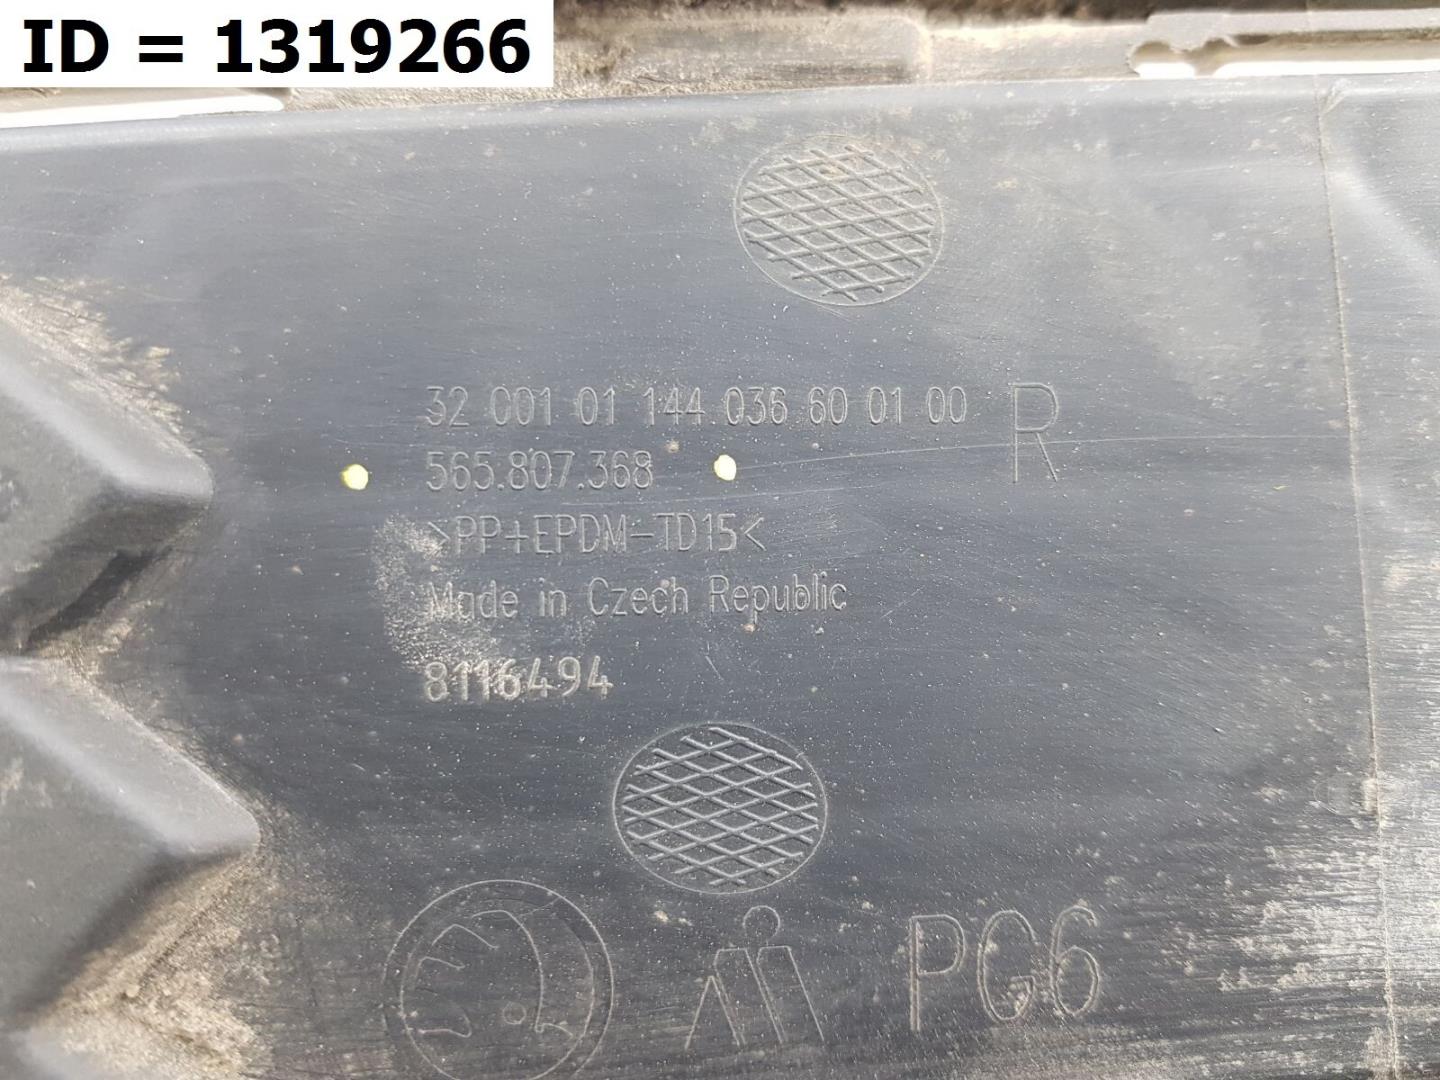 ID = 1319266
32 001 01 144 036 60 01 00 R
565.807.368
>PP+EPDM-TD15<
Made in Czech Republic
8116494
PG6